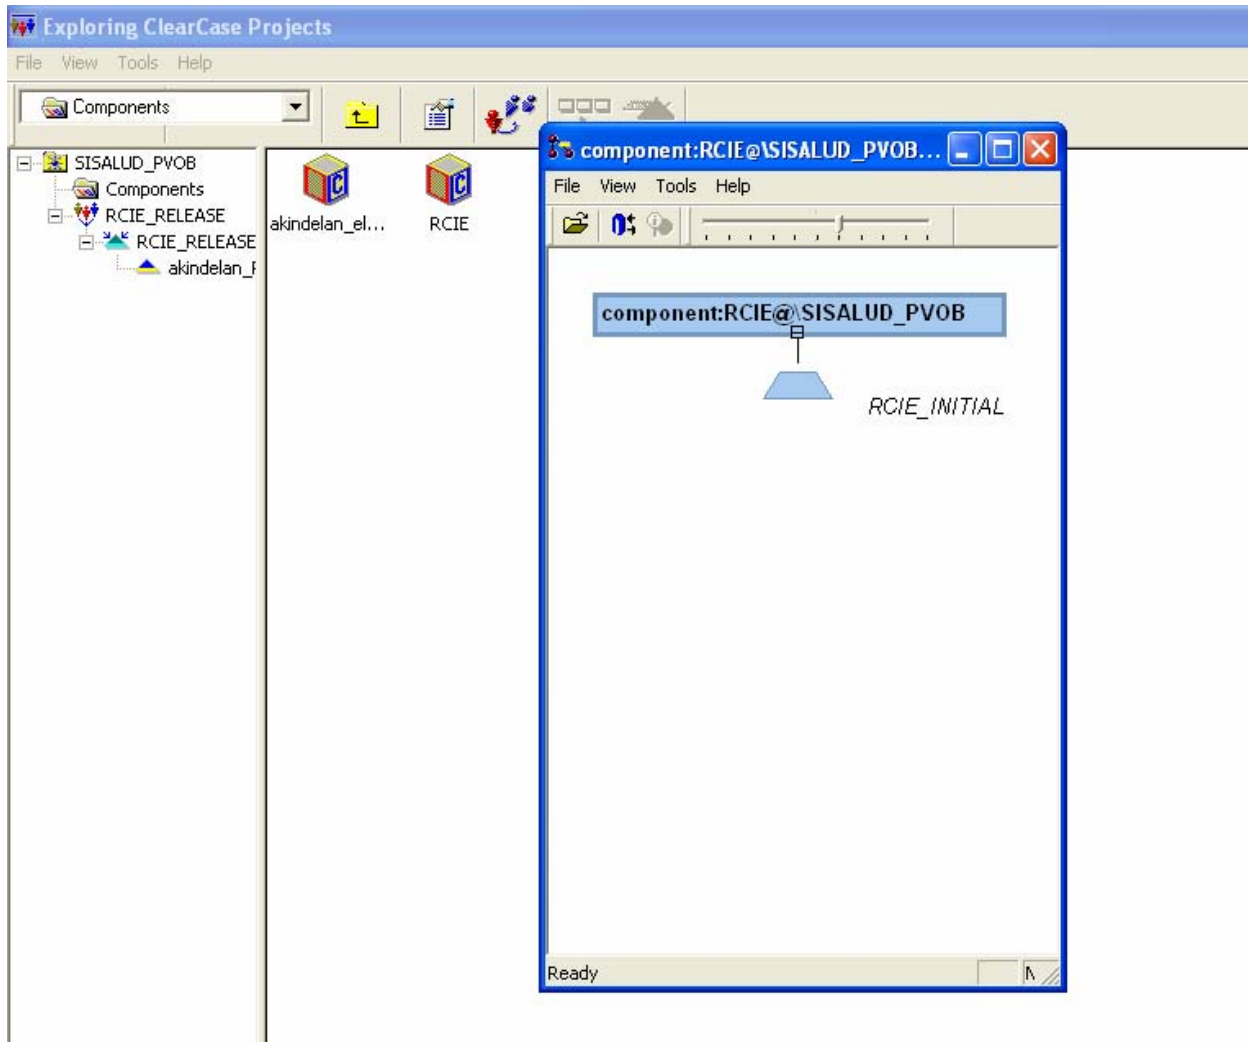 Exploring ClearCase Projects
File View Tools Help
Components
SISALUD_PVOB
Components
RCIE_RELEASE
RCIE_RELEASE
akindelan_
akindelan_el...
RCIE
component:RCIE@\SISALUD_PVOB...
File View Tools Help
component:RCIE@\SISALUD_PVOB
RCIE_INITIAL
Ready